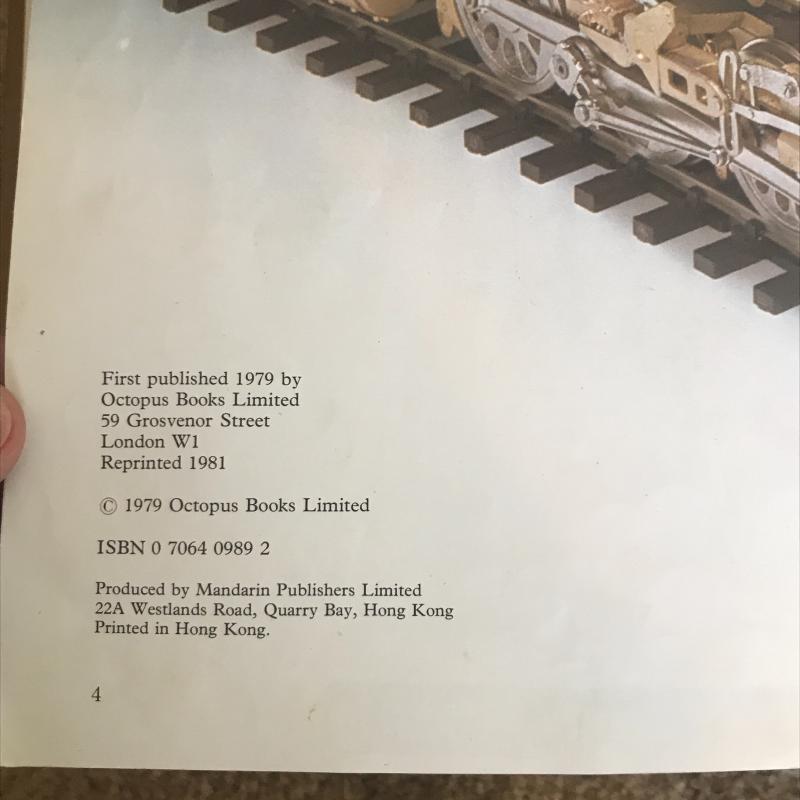 First published 1979 by
Octopus Books Limited
59 Grosvenor Street
London W1
Reprinted 1981
© 1979 Octopus Books Limited
ISBN 0 7064 0989 2
Produced by Mandarin Publishers Limited
22A Westlands Road, Quarry Bay, Hong Kong
Printed in Hong Kong.
4